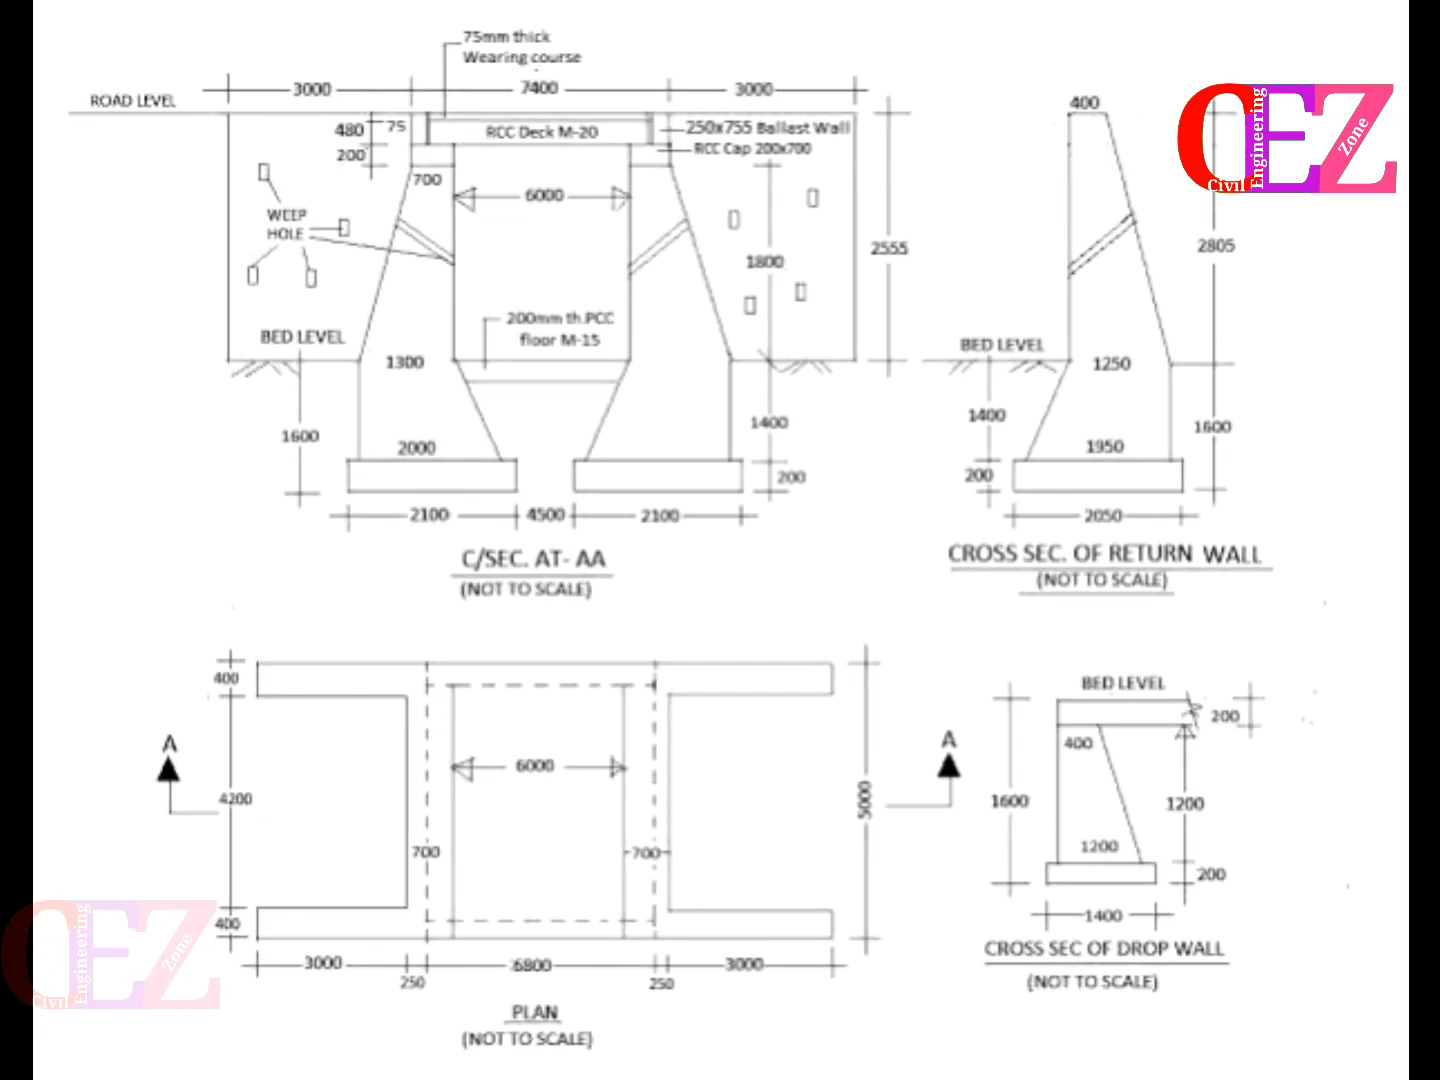 75mm thick
Wearing course
3000
7400
3000
ROAD LEVEL
480
75
200
RCC Deck M-20
250x755 Ballast Wall
RCC Cap 200x700
700
6000
WEEP
HOLE
1800
2555
200mm th.PCC
floor M-15
BED LEVEL
1300
1600
2000
1400
200
2100
4500
2100
C/SEC. AT- AA
(NOT TO SCALE)
400
2805
BED LEVEL
1250
1400
1600
1950
200
2050
CROSS SEC. OF RETURN WALL
(NOT TO SCALE)
CEZ
Civil Engineering Zone
400
A
4200
400
6000
700
700
5000
A
3000
6800
3000
250
250
PLAN
(NOT TO SCALE)
BED LEVEL
200
400
1600
1200
1200
200
1400
CROSS SEC OF DROP WALL
(NOT TO SCALE)
CEZ
Civil Engineering Zone